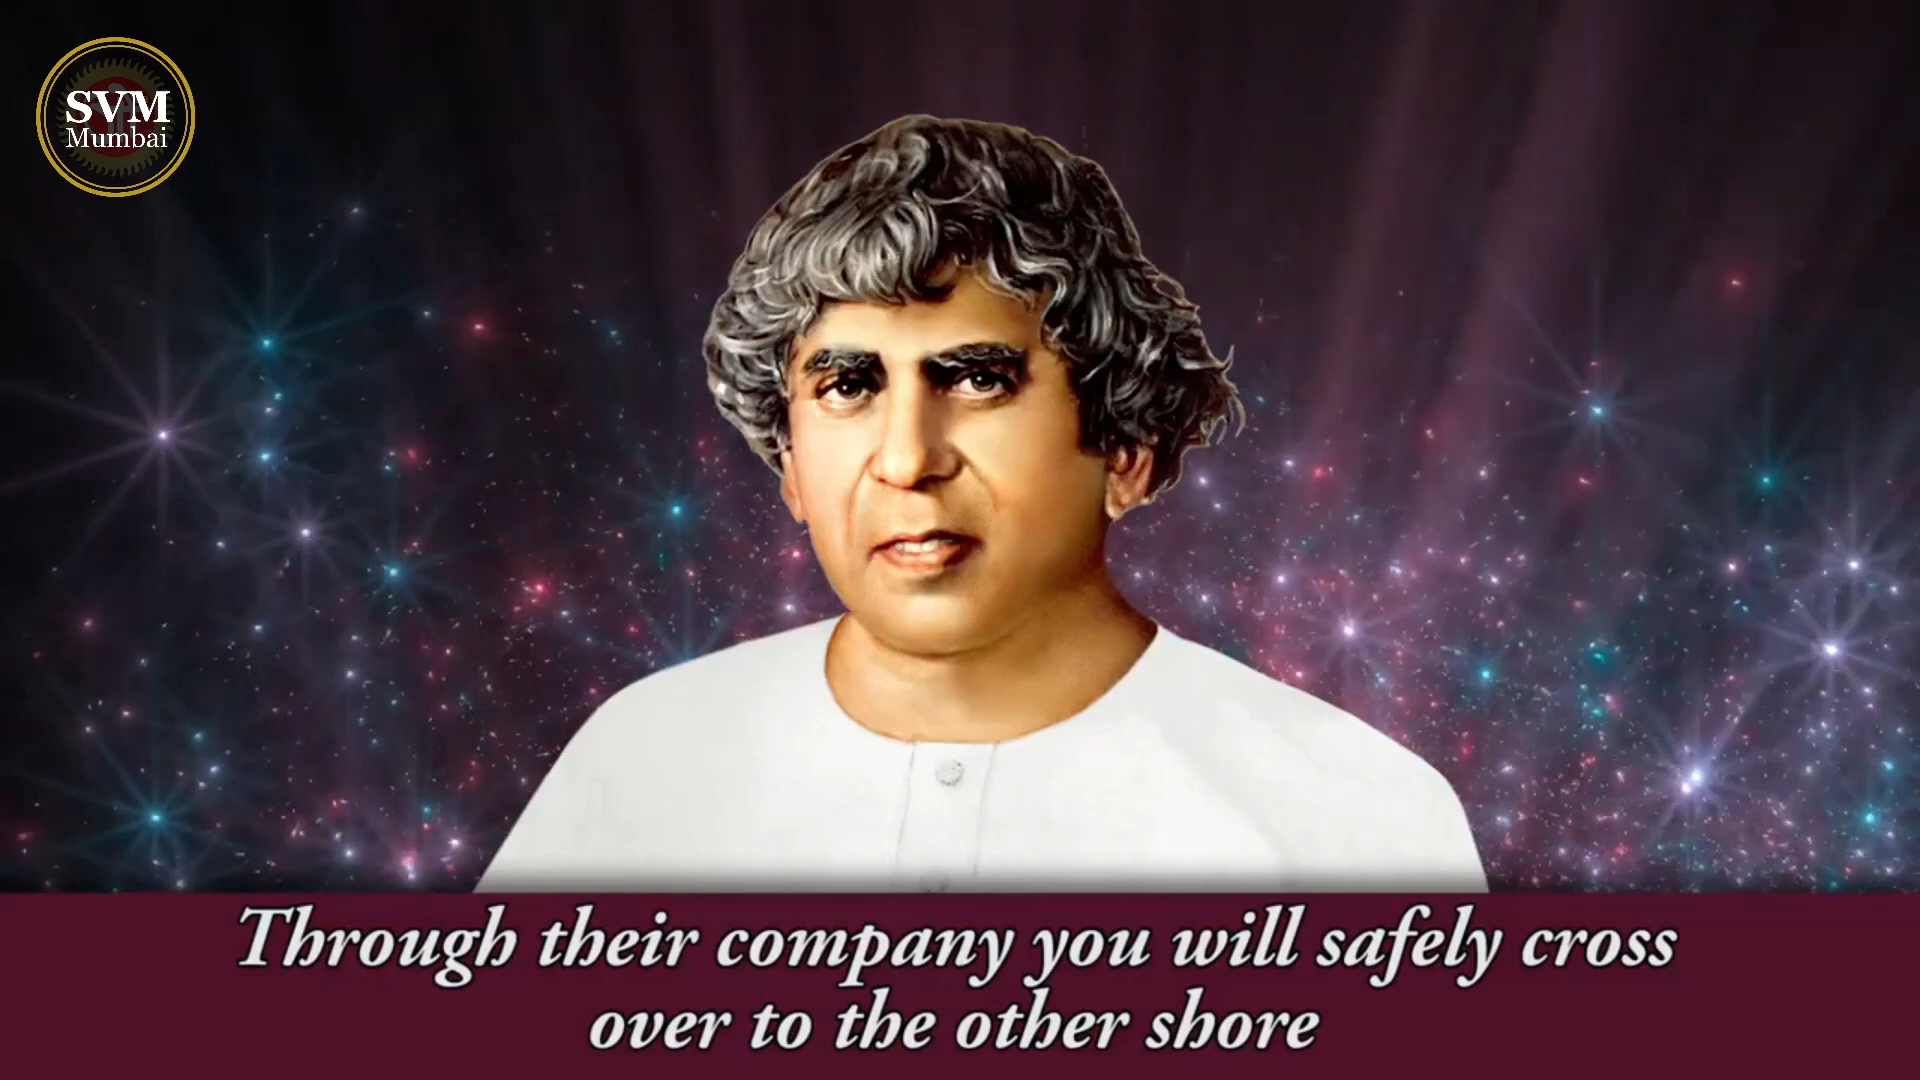 SVM
Mumbai
Through their company you will safely cross
over to the other shore